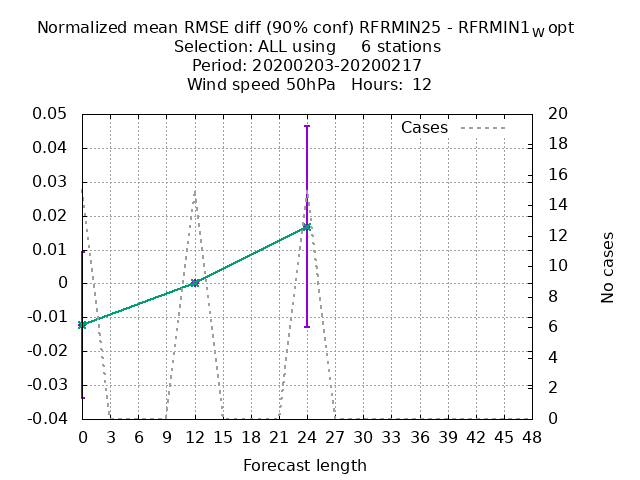 Normalized mean RMSE diff (90% conf) RFRMIN25 - RFRMIN1w opt
Selection: ALL using 6 stations
Period: 20200203-20200217
Wind speed 50hPa Hours: 12
Cases
0.05
0.04
0.03
0.02
0.01
0
-0.01
-0.02
-0.03
-0.04
20
18
16
14
12
10
8
6
4
2
0
No cases
0 3 6 9 12 15 18 21 24 27 30 33 36 39 42 45 48
Forecast length